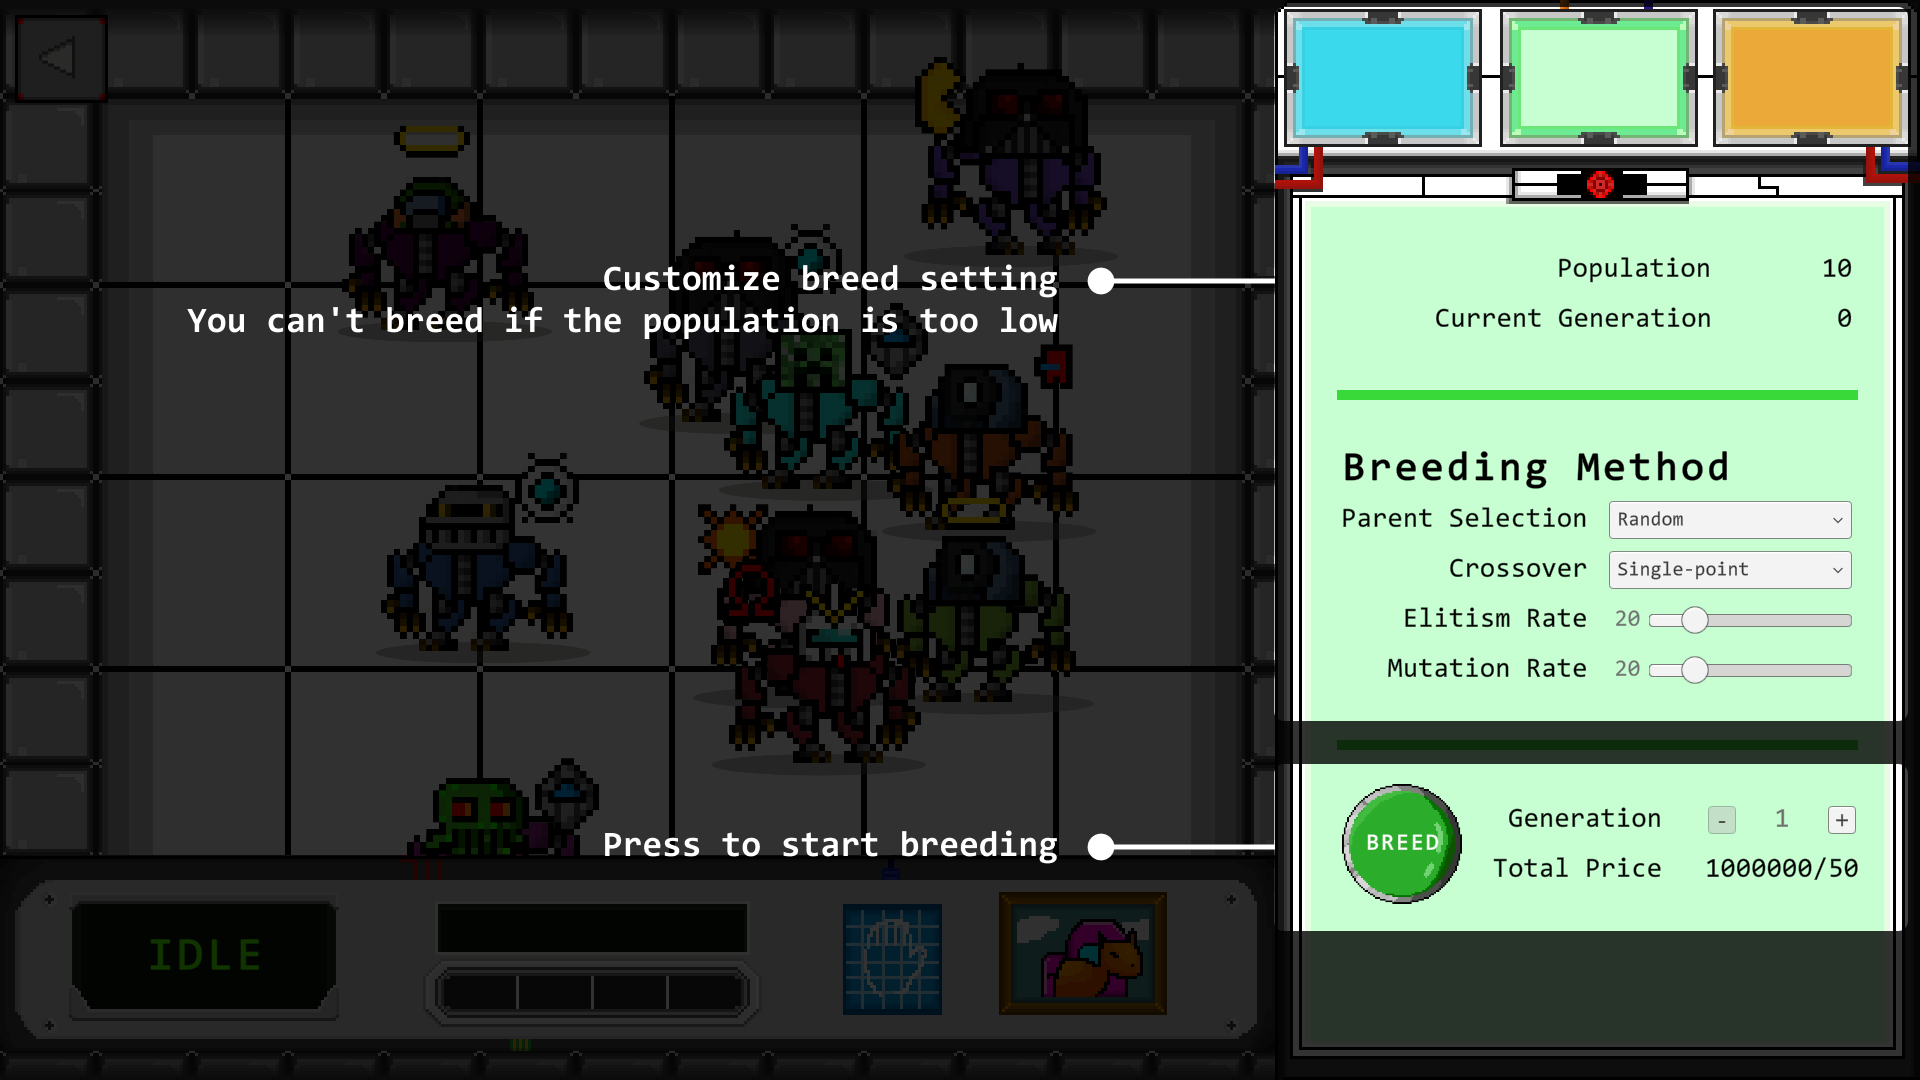 Customize breed setting
You can't breed if the population is too low
Press to start breeding
IDLE
Population 10
Current Generation 0
Breeding Method
Parent Selection Random
Crossover Single-point
Elitism Rate 20
Mutation Rate 20
BREED
Generation - 1 +
Total Price 1000000/50